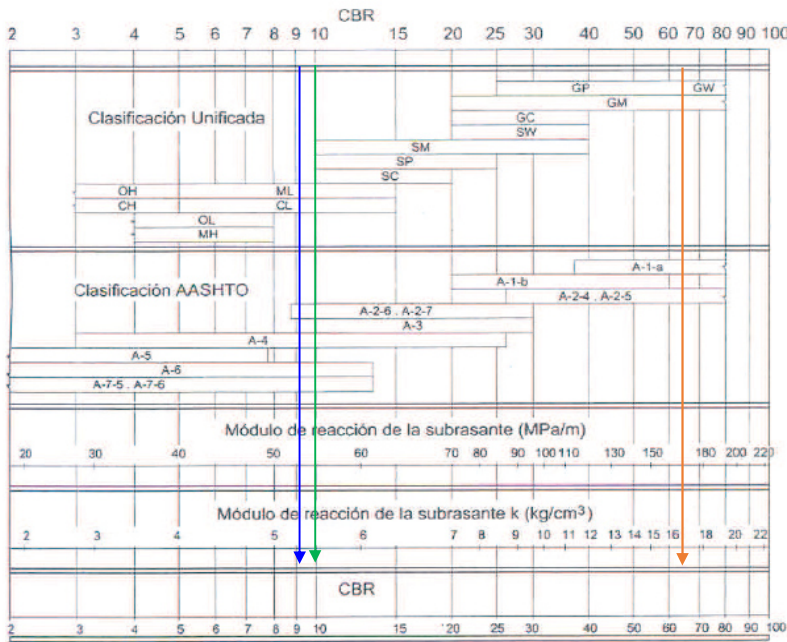 CBR
2 3 4 5 6 7 8 9 10 15 20 25 30 40 50 60 70 80 100
GP GW
Clasificación Unificada GM
GC
SW
SM
SP
SC
OH ML
CH CL
OL
MH
A-1-a
Clasificación AASHTO A-1-b
A-2-4 . A-2-5
A-2-6 . A-2-7
A-3
A-4
A-5
A-6
A-7-5 . A-7-6
Módulo de reacción de la subrasante (MPa/m)
20 30 40 50 60 70 80 90 100 110 130 150 180 200 220
Módulo de reacción de la subrasante k (kg/cm³)
2 3 4 5 6 7 8 9 10 11 12 13 14 15 16 18 20 22
CBR
2 3 4 5 6 7 8 9 10 15 20 25 30 40 50 60 70 80 100